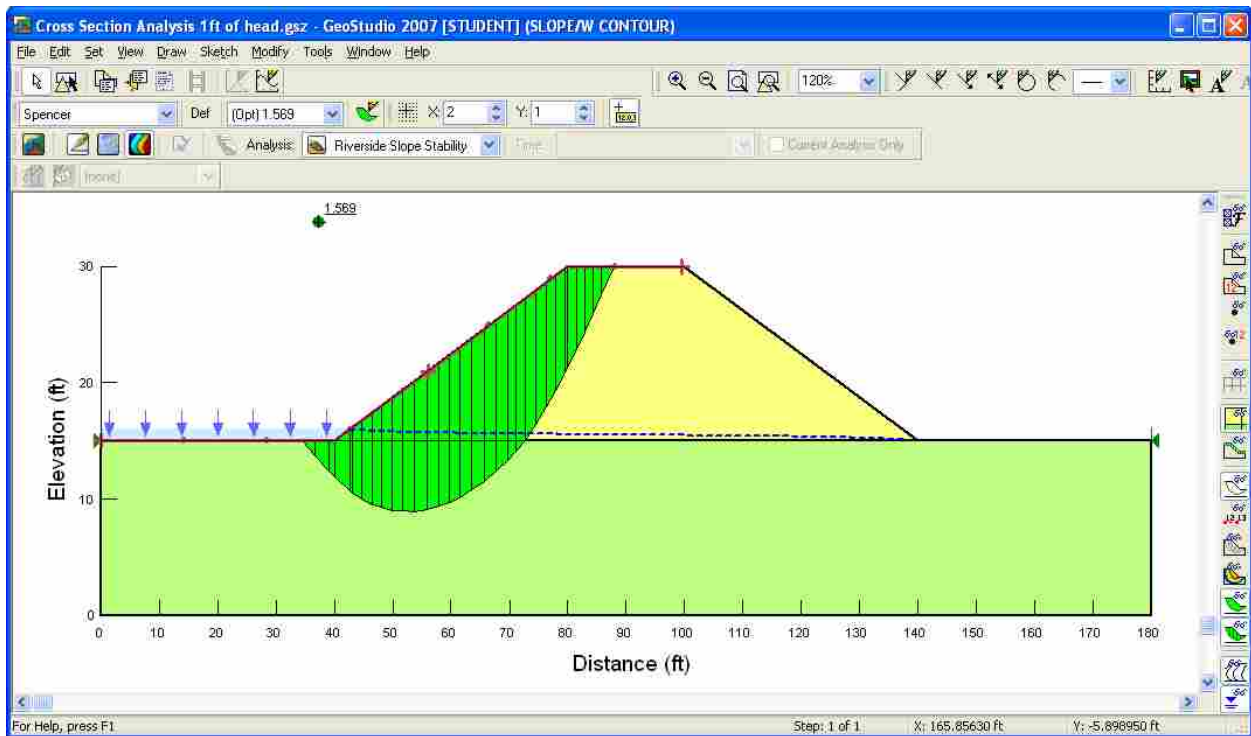 Cross Section Analysis 1ft of head.gsz - GeoStudio 2007 [STUDENT] (SLOPE/W CONTOUR)
File Edit Set View Draw Sketch Modify Tools Window Help
120%
Spencer Def (Opt) 1.569 X: 2 Y: 1
Analysis: Riverside Slope Stability Time: Current Analysis Only
(none)
1.569
30
20
10
0
Elevation (ft)
0 10 20 30 40 50 60 70 80 90 100 110 120 130 140 150 160 170 180
Distance (ft)
For Help, press F1 Step: 1 of 1 X: 165.85630 ft Y: -5.898950 ft